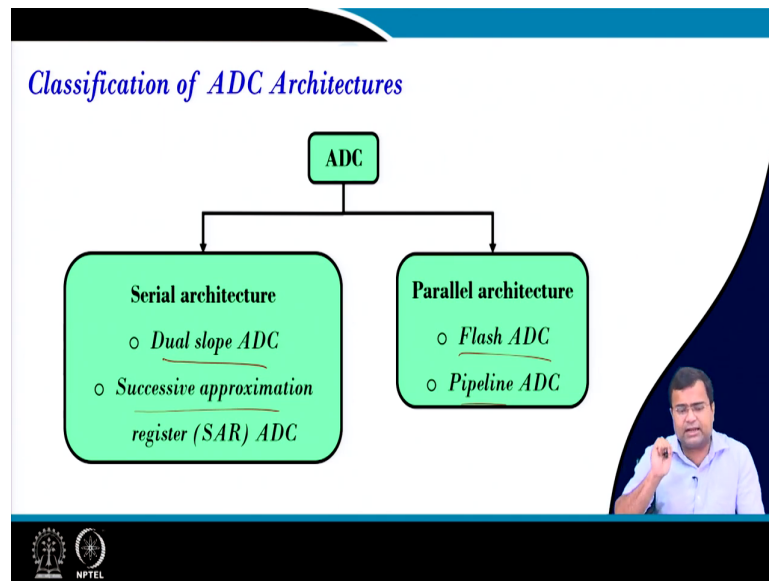 Classification of ADC Architectures
ADC
Serial architecture
○ Dual slope ADC
○ Successive approximation
register (SAR) ADC
Parallel architecture
○ Flash ADC
○ Pipeline ADC
NPTEL